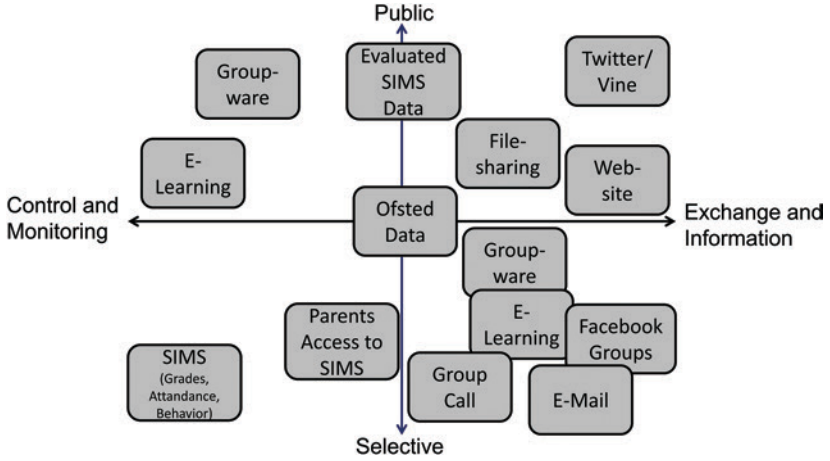 Public
Group-
ware
Evaluated
SIMS
Data
Twitter/
Vine
File-
sharing
E-
Learning
Web-
site
Control and
Monitoring
Ofsted
Data
Exchange and
Information
Group-
ware
E-
Learning
Parents
Access to
SIMS
Facebook
Groups
SIMS
(Grades,
Attandance,
Behavior)
Group
Call
E-Mail
Selective